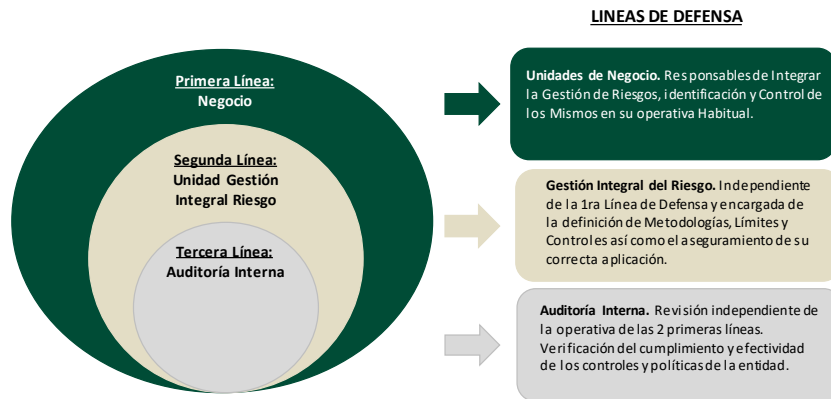 LINEAS DE DEFENSA
Primera Línea:
Negocio
Segunda Línea:
Unidad Gestión
Integral Riesgo
Tercera Línea:
Auditoría Interna
Unidades de Negocio. Responsables de Integrar
la Gestión de Riesgos, identificación y Control de
los Mismos en su operativa Habitual.
Gestión Integral del Riesgo. Independiente
de la 1ra Línea de Defensa y encargada de
la definición de Metodologías, Límites y
Controles así como el aseguramiento de su
correcta aplicación.
Auditoría Interna. Revisión independiente de
la operativa de las 2 primeras líneas.
Verificación del cumplimiento y efectividad
de los controles y políticas de la entidad.